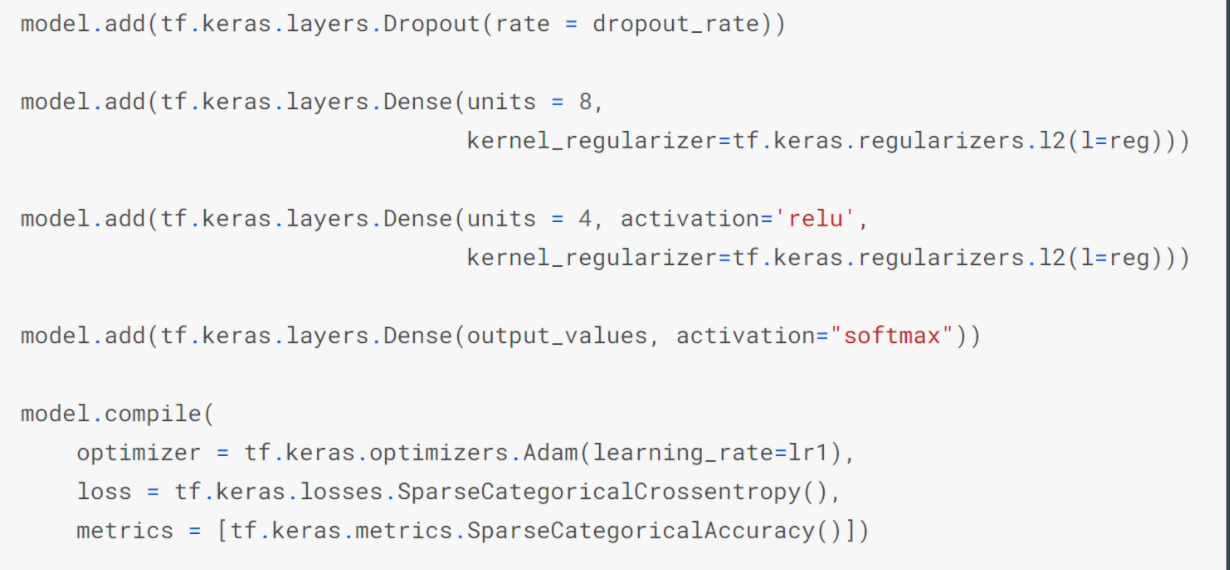 model.add(tf.keras.layers.Dropout(rate = dropout_rate))
model.add(tf.keras.layers.Dense(units = 8,
kernel_regularizer=tf.keras.regularizers.l2(l=reg)))
model.add(tf.keras.layers.Dense(units = 4, activation='relu',
kernel_regularizer=tf.keras.regularizers.l2(l=reg)))
model.add(tf.keras.layers.Dense(output_values, activation="softmax"))
model.compile(
optimizer = tf.keras.optimizers.Adam(learning_rate=lr1),
loss = tf.keras.losses.SparseCategoricalCrossentropy(),
metrics = [tf.keras.metrics.SparseCategoricalAccuracy()])